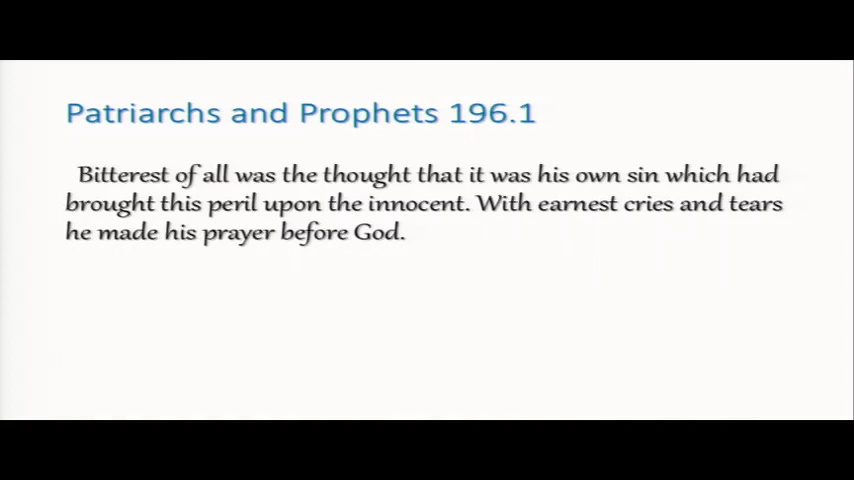 Patriarchs and Prophets 196.1
Bitterest of all was the thought that it was his own sin which had
brought this peril upon the innocent. With earnest cries and tears
he made his prayer before God.